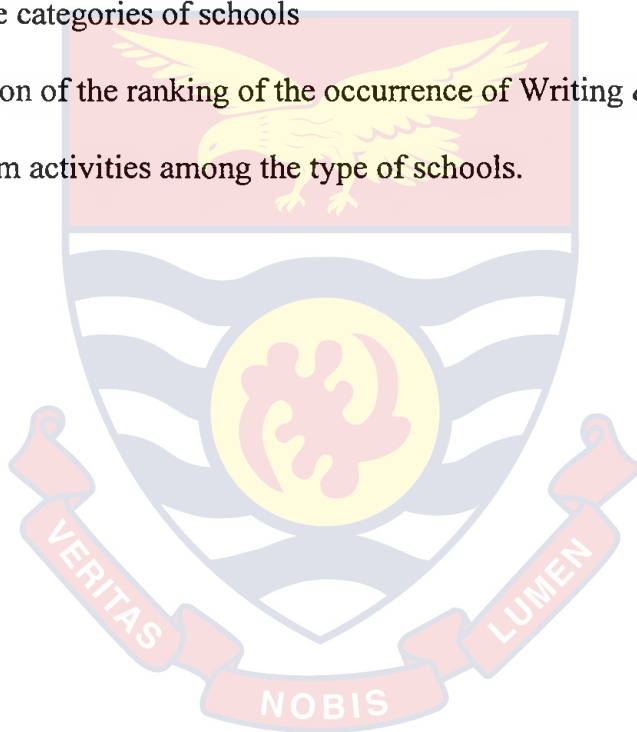 e categories of schools
on of the ranking of the occurrence of Writing
m activities among the type of schools.
VERITAS
NOBIS
LUMEN